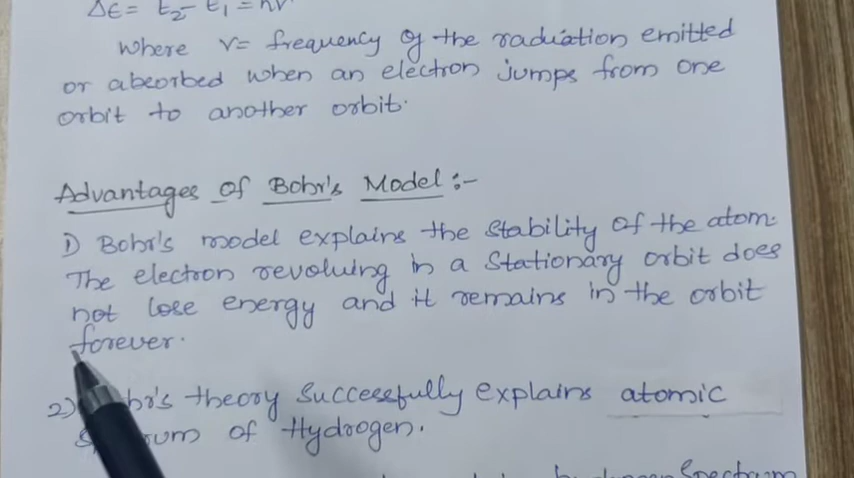 ΔE = E2 - E1 = hν
where ν = frequency of the raduation emitted
or absorbed when an electron jumps from one
orbit to another orbit.
Advantages of Bohr's Model :-
1) Bohr's model explains the stability of the atom.
The electron revoluing in a stationary orbit does
not lose energy and it remains in the orbit
forever.
2) theory successfully explains atomic
of Hydrogen.
Spectrum